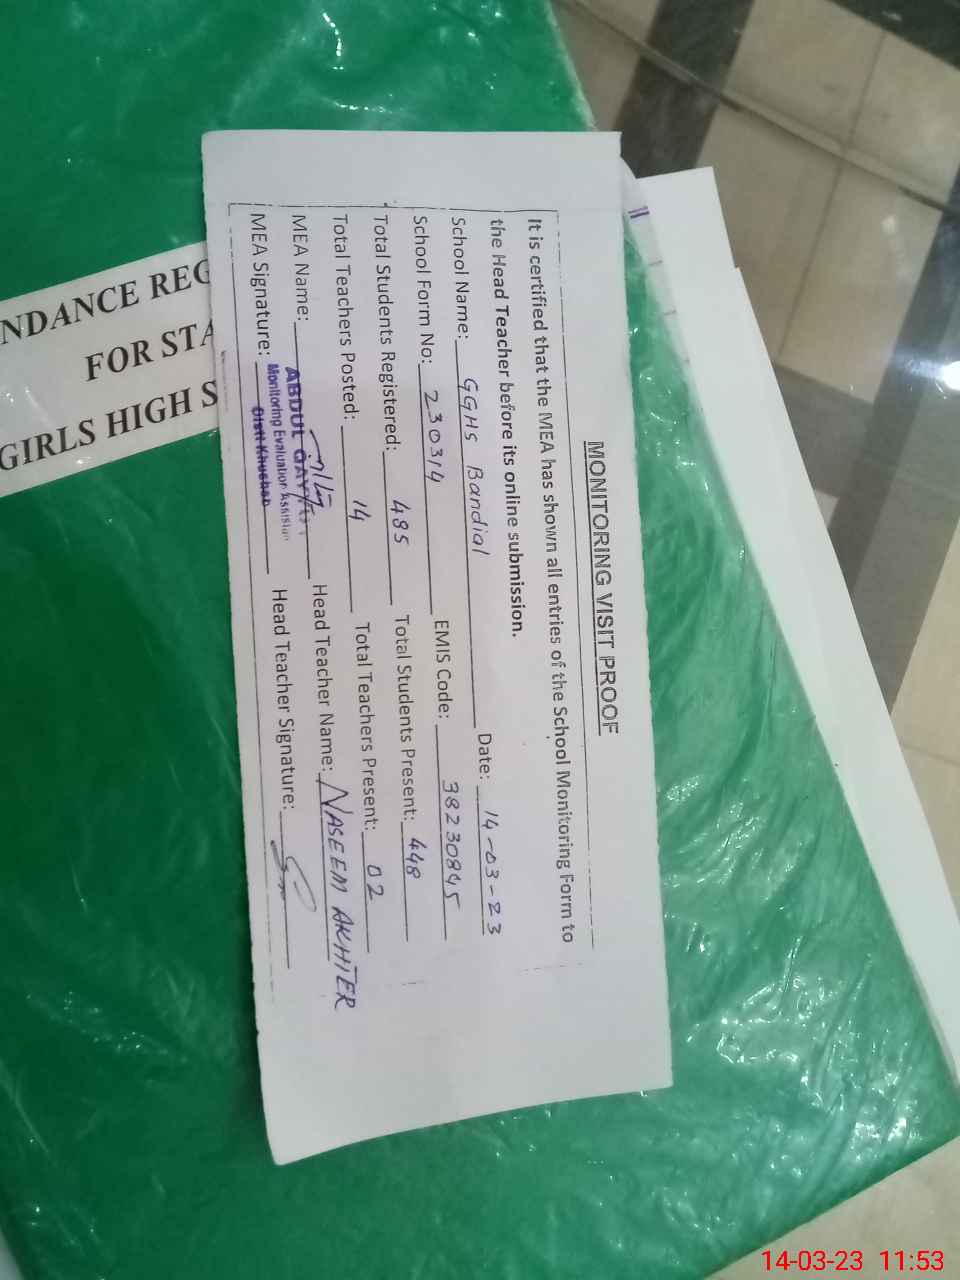 MONITORING VISIT PROOF
It is certified that the MEA has shown all entries of the School Monitoring Form to
the Head Teacher before its online submission.
School Name: GGHS Bandial Date: 14-03-23
School Form No: 230314 EMIS Code: 38230845
Total Students Registered: 485 Total Students Present: 448
Total Teachers Posted: 14 Total Teachers Present: 02
MEA Name: ABDUL Head Teacher Name: NASEEM AKHTER
Monitoring Evaluation Assistant
MEA Signature: Distt Khushab Head Teacher Signature:
NDANCE REG
FOR STA
GIRLS HIGH S
14-03-23 11:53